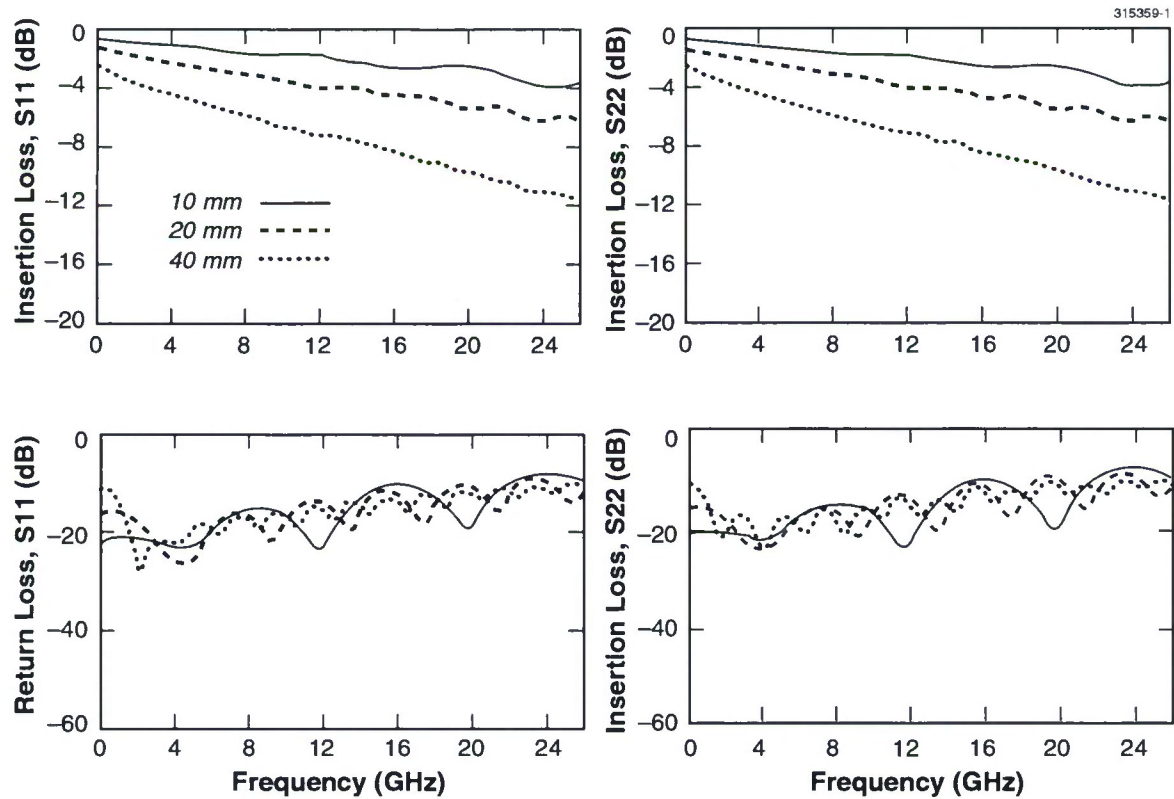 315359-1
Insertion Loss, S11 (dB)
0
−4
−8
−12
−16
−20
10 mm
20 mm
40 mm
0 4 8 12 16 20 24
Insertion Loss, S22 (dB)
0
−4
−8
−12
−16
−20
0 4 8 12 16 20 24
Return Loss, S11 (dB)
0
−20
−40
−60
0 4 8 12 16 20 24
Frequency (GHz)
Insertion Loss, S22 (dB)
0
−20
−40
−60
0 4 8 12 16 20 24
Frequency (GHz)